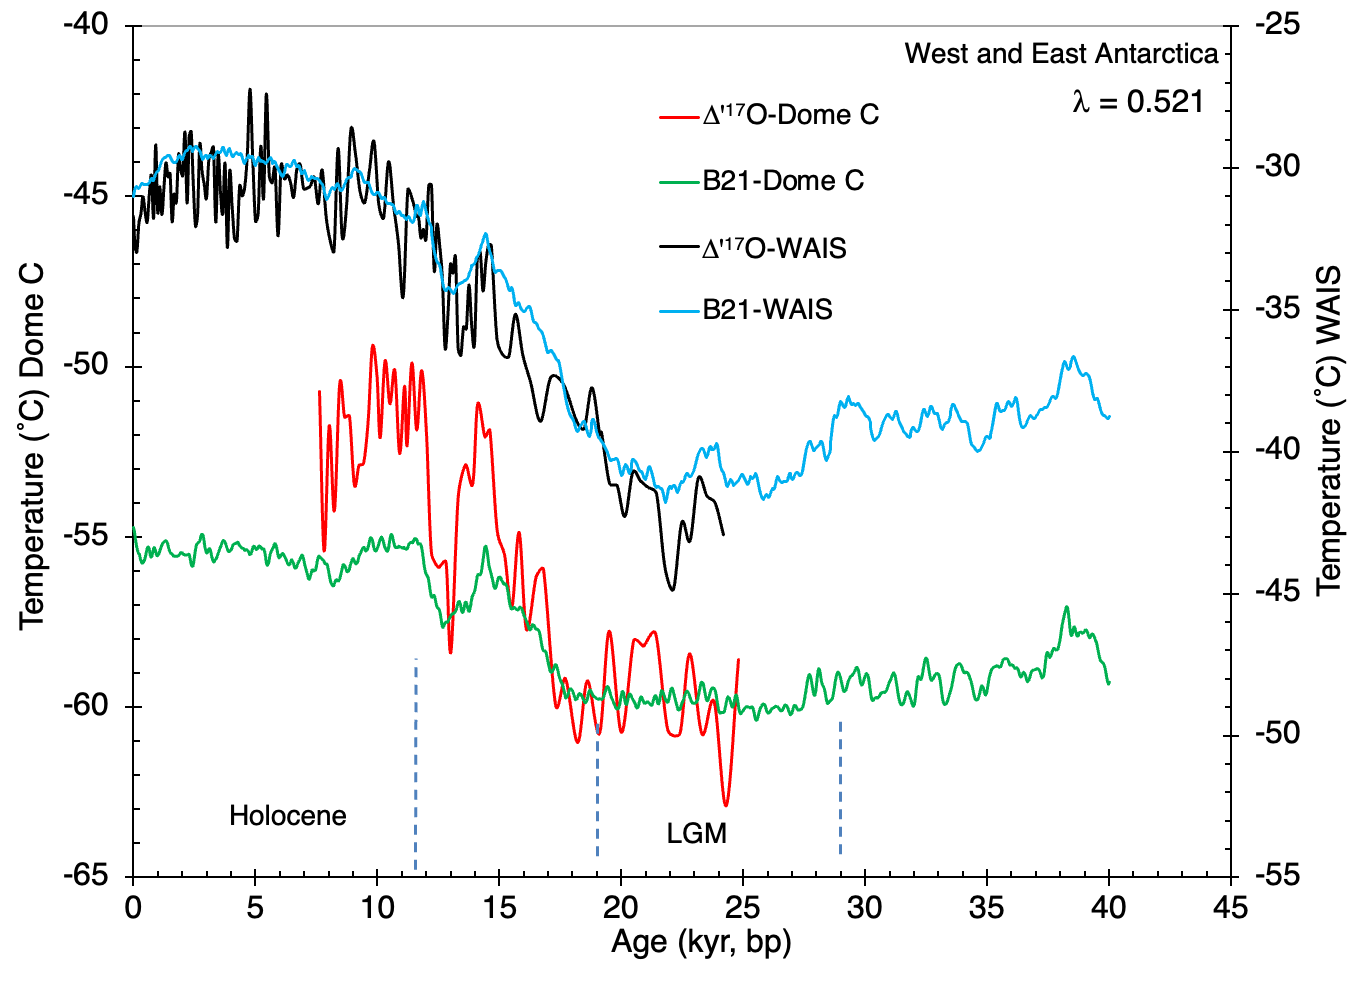 West and East Antarctica
λ = 0.521
Δ'¹⁷O-Dome C
B21-Dome C
Δ'¹⁷O-WAIS
B21-WAIS
Temperature (˚C) Dome C
-40
-45
-50
-55
-60
-65
Temperature (˚C) WAIS
-25
-30
-35
-40
-45
-50
-55
Holocene
LGM
0 5 10 15 20 25 30 35 40 45
Age (kyr, bp)